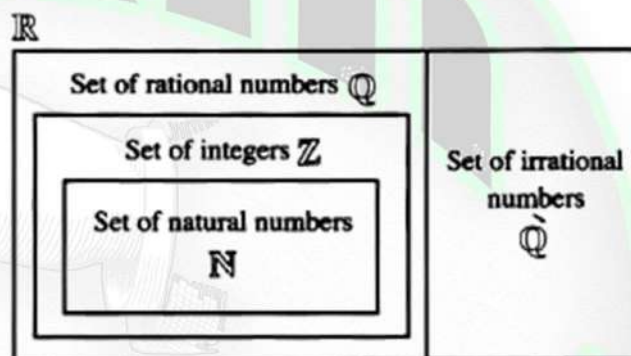 ℝ
Set of rational numbers ℚ
Set of integers ℤ
Set of natural numbers
ℕ
Set of irrational
numbers
ℚ̀